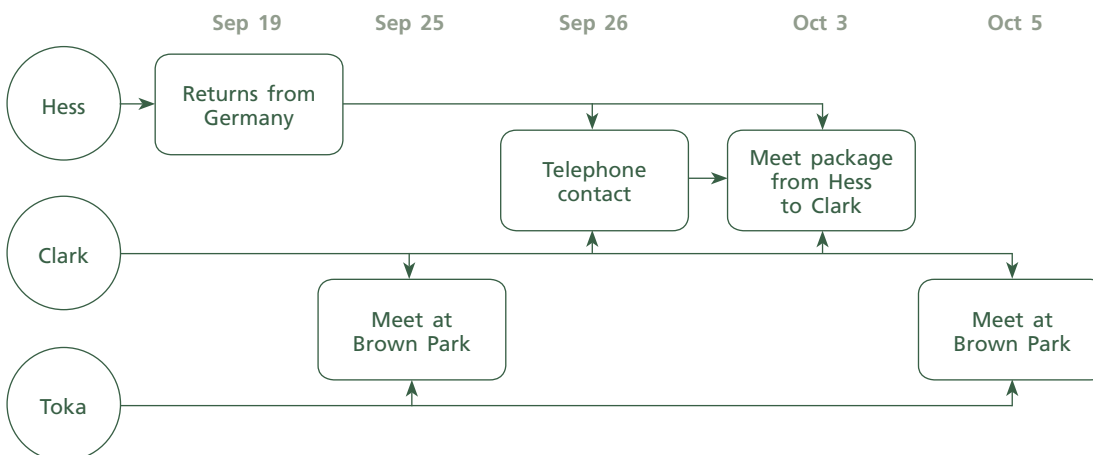 Sep 19
Sep 25
Sep 26
Oct 3
Oct 5
Hess
Returns from
Germany
Telephone
contact
Meet package
from Hess
to Clark
Clark
Meet at
Brown Park
Meet at
Brown Park
Toka